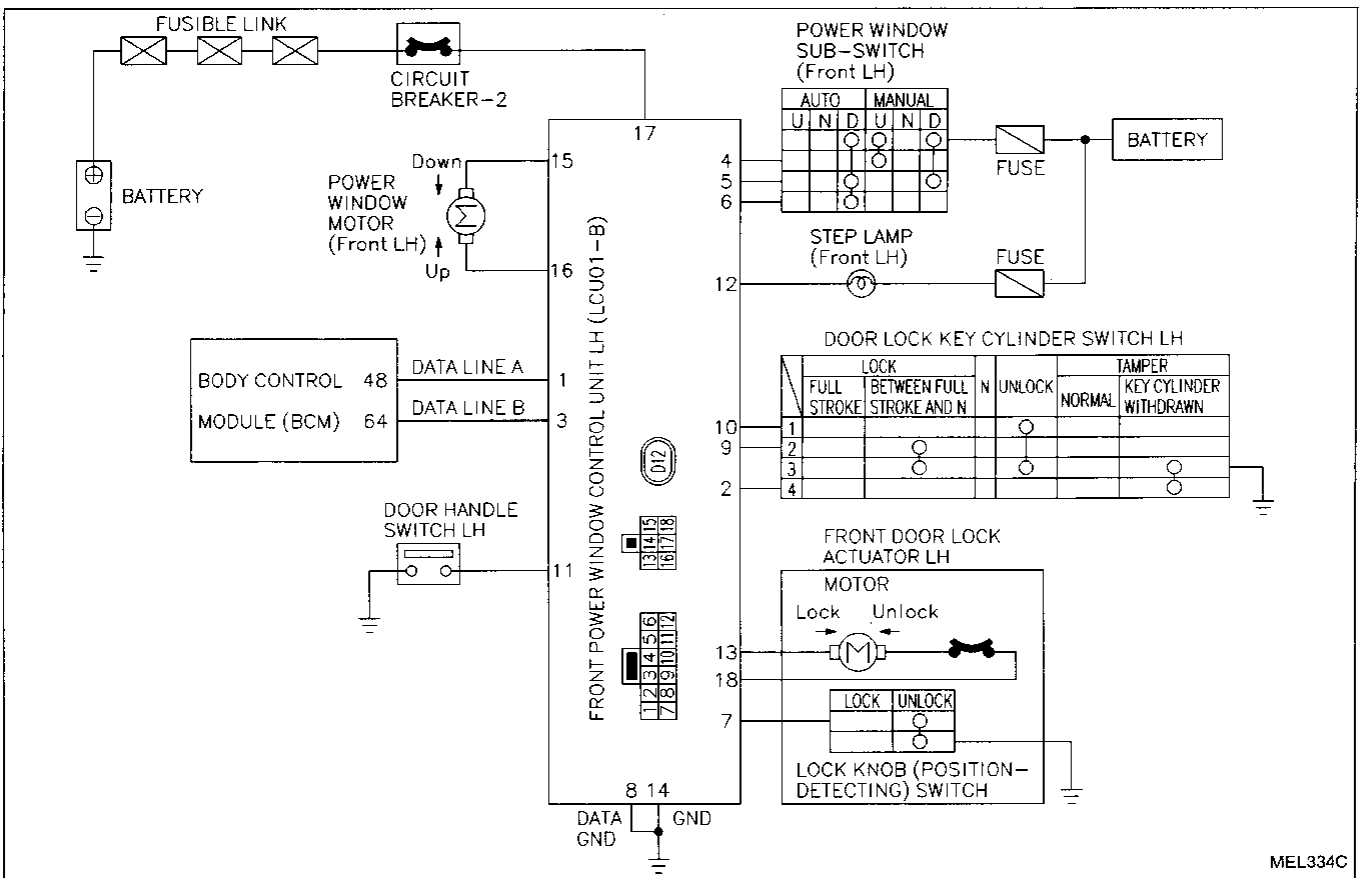 FUSIBLE LINK
CIRCUIT
BREAKER-2
BATTERY
POWER WINDOW
SUB-SWITCH
(Front LH)
AUTO MANUAL
U N D U N D
4
5
6
FUSE
BATTERY
17
15
16
Down
POWER
WINDOW
MOTOR
(Front LH)
Up
M
STEP LAMP
(Front LH)
FUSE
12
BODY CONTROL 48 DATA LINE A 1
MODULE (BCM) 64 DATA LINE B 3
FRONT POWER WINDOW CONTROL UNIT LH (LCU01-B)
D12
13 14 15
16 17 18
1 2 3 4 5 6
7 8 9 10 11 12
DOOR LOCK KEY CYLINDER SWITCH LH
LOCK N UNLOCK TAMPER
FULL
STROKE
BETWEEN FULL
STROKE AND N
NORMAL
KEY CYLINDER
WITHDRAWN
10 1
9 2
3
2 4
DOOR HANDLE
SWITCH LH
11
FRONT DOOR LOCK
ACTUATOR LH
MOTOR
Lock Unlock
13
M
18
7
LOCK UNLOCK
LOCK KNOB (POSITION-
DETECTING) SWITCH
8 14
DATA
GND
GND
MEL334C